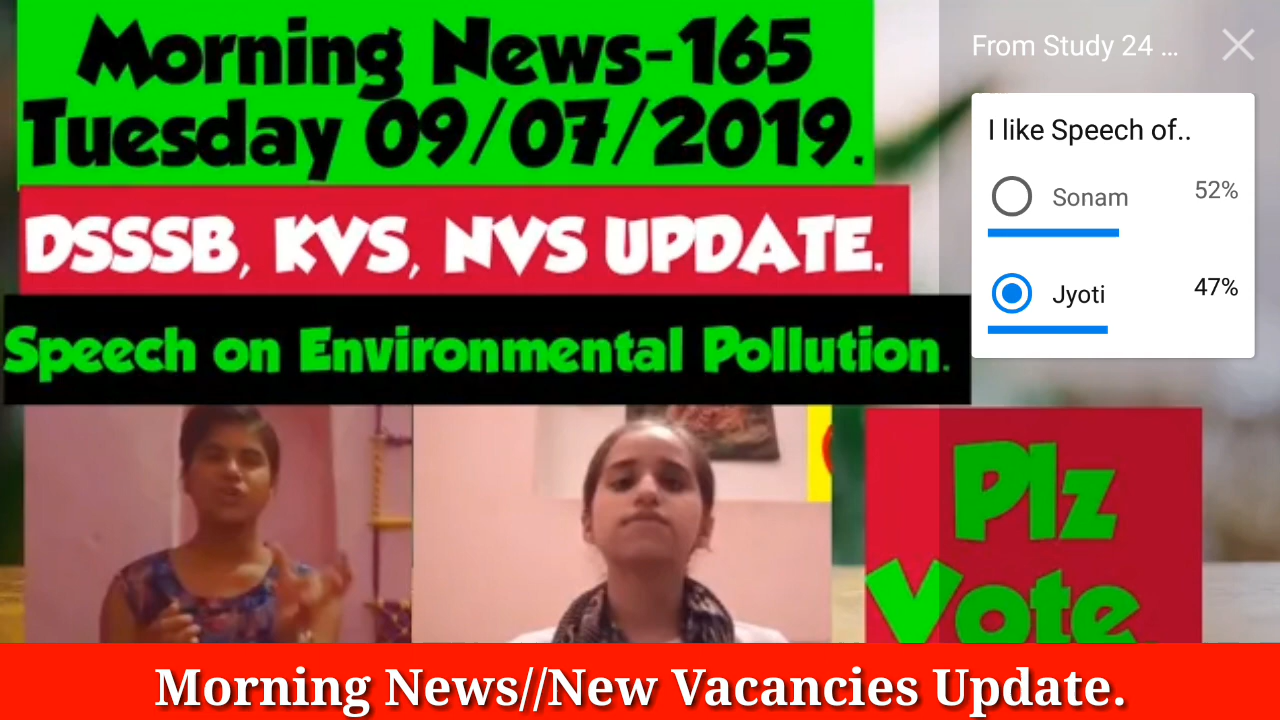 Morning News-165
Tuesday 09/07/2019.
DSSSB, KVS, NVS UPDATE.
Speech on Environmental Pollution.
From Study 24 ...
I like Speech of..
Sonam 52%
Jyoti 47%
Plz
Vote.
Morning News//New Vacancies Update.